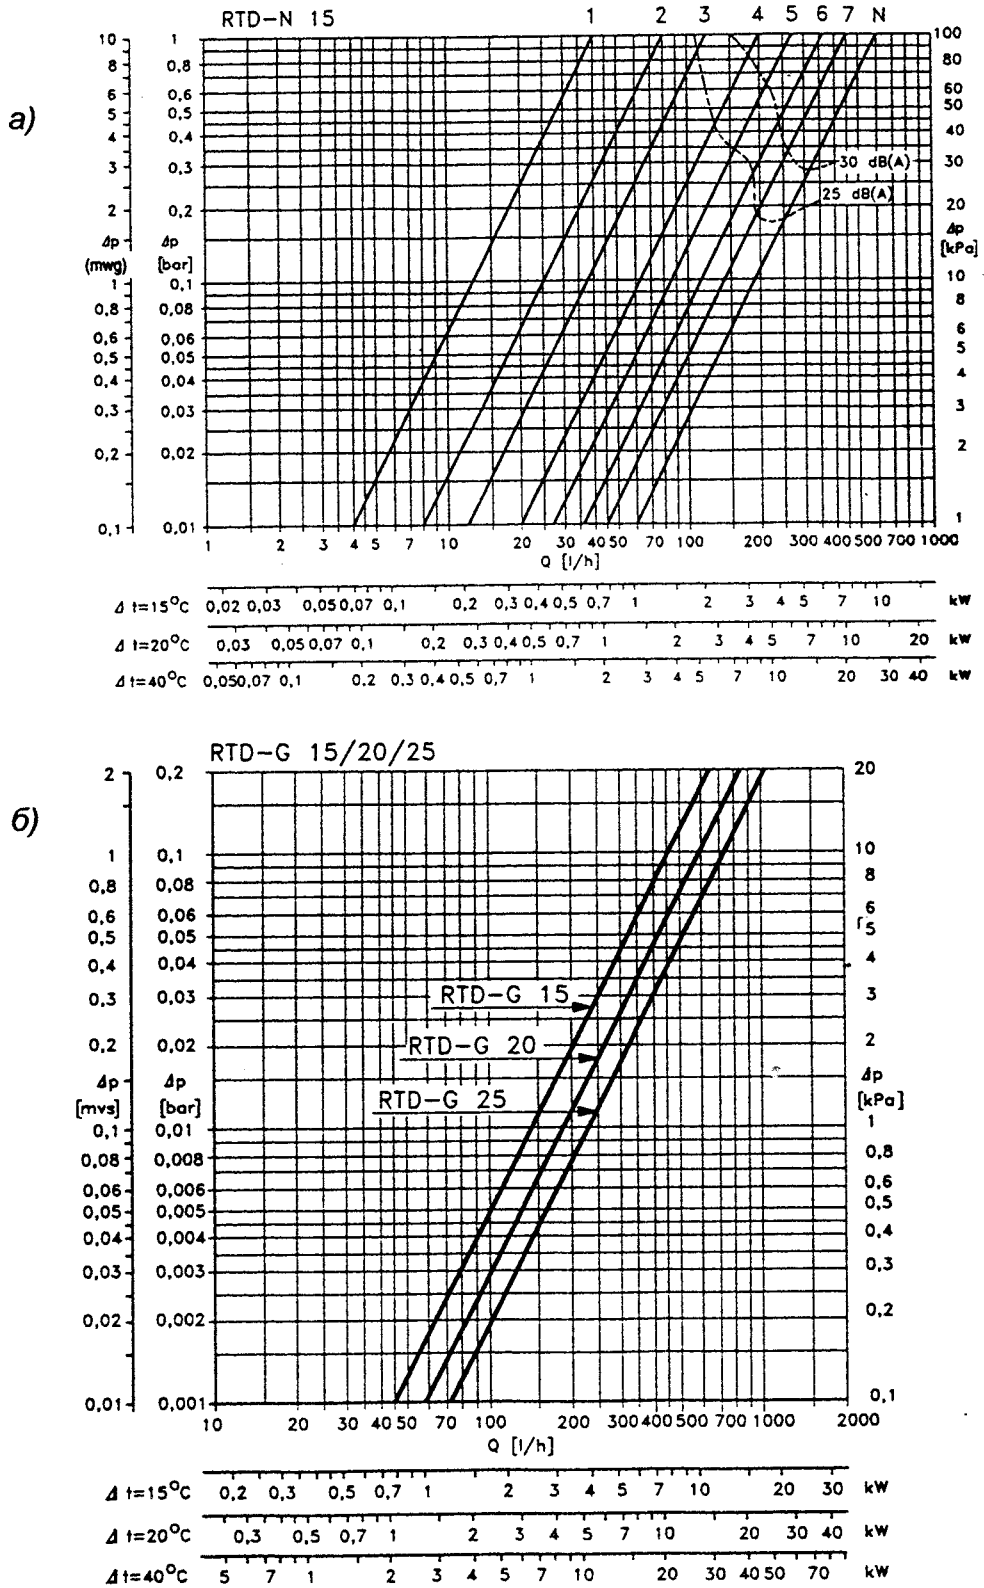 RTD-N 15 1 2 3 4 5 6 7 N
а)
10 1 100
8 0,8 80
6 0,6 60
5 0,5 50
4 0,4 40
3 0,3 30
30 dB(A)
25 dB(A)
2 0,2 20
Δp Δp Δp
(mwg) [bar] [kPa]
1 0,1 10
0,8 0,08 8
0,6 0,06 6
0,5 0,05 5
0,4 0,04 4
0,3 0,03 3
0,2 0,02 2
0,1 0,01 1
1 2 3 4 5 7 10 20 30 40 50 70 100 200 300 400 500 700 1000
Q [l/h]
Δ t=15°C 0,02 0,03 0,05 0,07 0,1 0,2 0,3 0,4 0,5 0,7 1 2 3 4 5 7 10 kW
Δ t=20°C 0,03 0,05 0,07 0,1 0,2 0,3 0,4 0,5 0,7 1 2 3 4 5 7 10 20 kW
Δ t=40°C 0,05 0,07 0,1 0,2 0,3 0,4 0,5 0,7 1 2 3 4 5 7 10 20 30 40 kW
RTD-G 15/20/25
б)
2 0,2 20
1 0,1 10
0,8 0,08 8
0,6 0,06 6
0,5 0,05 5
0,4 0,04 4
0,3 0,03 3
RTD-G 15
0,2 0,02 2
RTD-G 20
Δp Δp Δp
[mvs] [bar] [kPa]
RTD-G 25
0,1 0,01 1
0,08 0,008 0,8
0,06 0,006 0,6
0,05 0,005 0,5
0,04 0,004 0,4
0,03 0,003 0,3
0,02 0,002 0,2
0,01 0,001 0,1
10 20 30 40 50 70 100 200 300 400 500 700 1000 2000
Q [l/h]
Δ t=15°C 0,2 0,3 0,5 0,7 1 2 3 4 5 7 10 20 30 kW
Δ t=20°C 0,3 0,5 0,7 1 2 3 4 5 7 10 20 30 40 kW
Δ t=40°C 5 7 1 2 3 4 5 7 10 20 30 40 50 70 kW